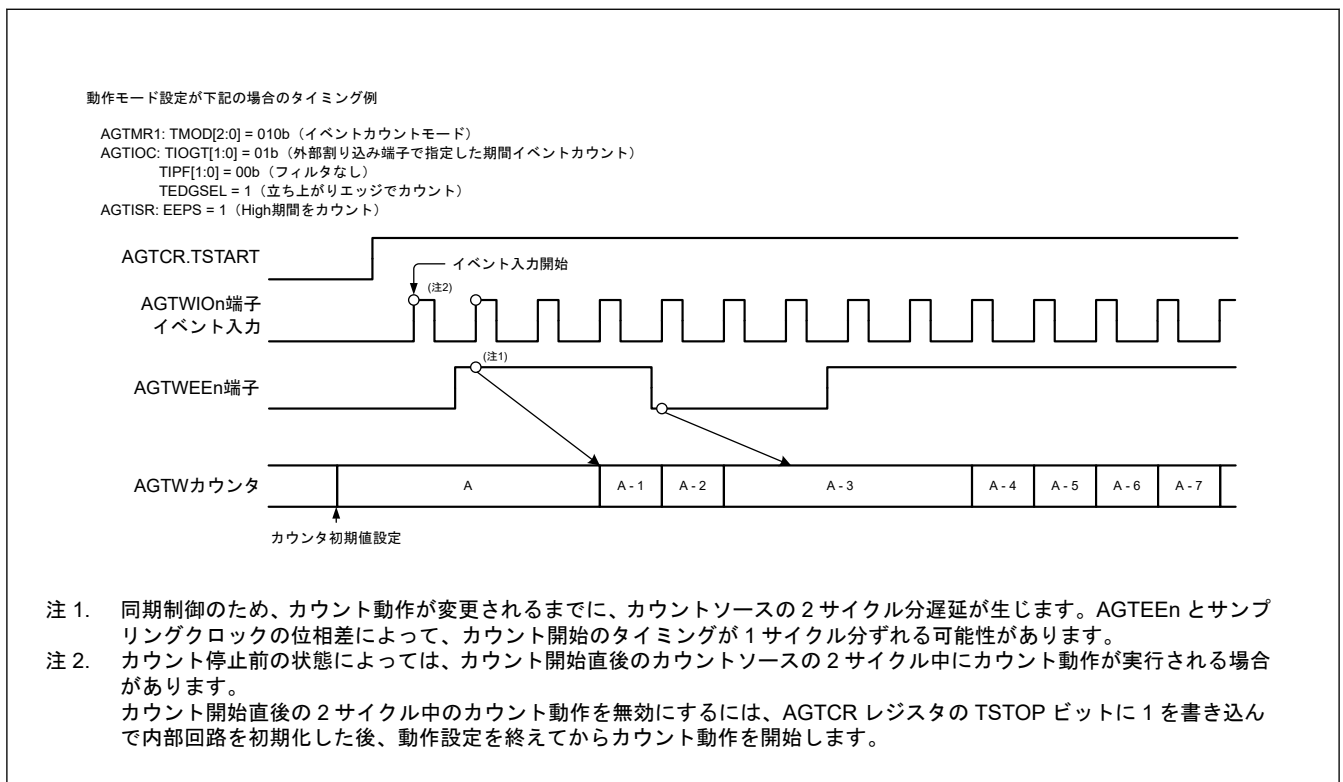 動作モード設定が下記の場合のタイミング例
AGTMR1: TMOD[2:0] = 010b（イベントカウントモード）
AGTIOC: TIOGT[1:0] = 01b（外部割り込み端子で指定した期間イベントカウント）
TIPF[1:0] = 00b（フィルタなし）
TEDGSEL = 1（立ち上がりエッジでカウント）
AGTISR: EEPS = 1（High期間をカウント）
AGTCR.TSTART
イベント入力開始
(注2)
AGTWIOn端子
イベント入力
(注1)
AGTWEEn端子
AGTWカウンタ
A
A - 1
A - 2
A - 3
A - 4
A - 5
A - 6
A - 7
カウンタ初期値設定
注 1. 同期制御のため、カウント動作が変更されるまでに、カウントソースの 2 サイクル分遅延が生じます。AGTEEn とサンプ
リングクロックの位相差によって、カウント開始のタイミングが 1 サイクル分ずれる可能性があります。
注 2. カウント停止前の状態によっては、カウント開始直後のカウントソースの 2 サイクル中にカウント動作が実行される場合
があります。
カウント開始直後の 2 サイクル中のカウント動作を無効にするには、AGTCR レジスタの TSTOP ビットに 1 を書き込ん
で内部回路を初期化した後、動作設定を終えてからカウント動作を開始します。